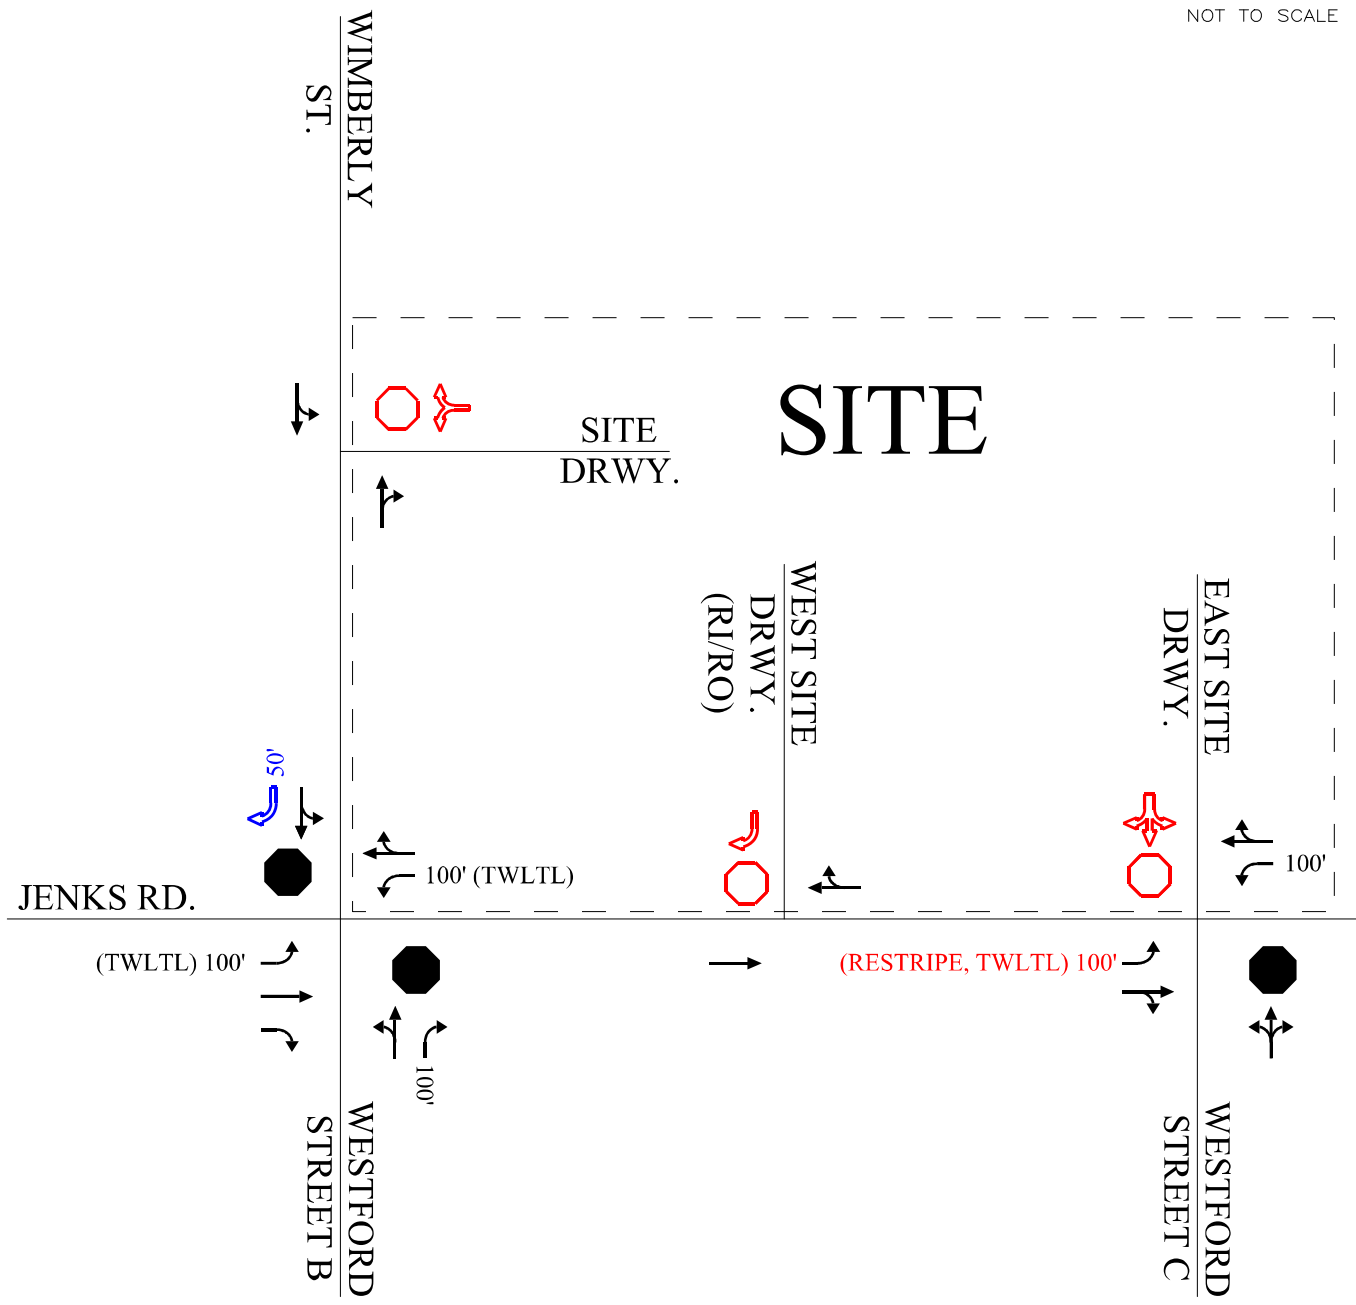 NOT TO SCALE
WIMBERLY
ST.
SITE
SITE
DRWY.
WEST SITE
DRWY.
(RI/RO)
EAST SITE
DRWY.
50'
100' (TWLTL)
100'
JENKS RD.
(TWLTL) 100'
(RESTRIPE, TWLTL) 100'
100'
WESTFORD
STREET B
WESTFORD
STREET C